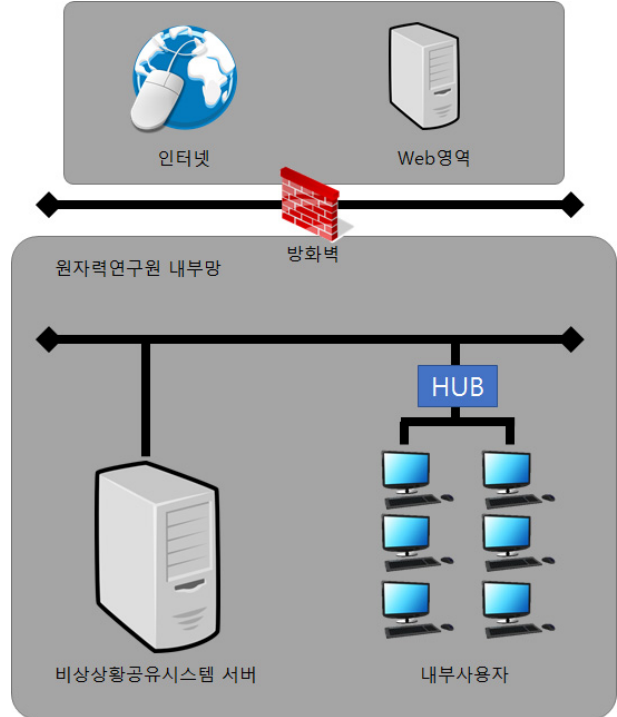 인터넷
Web영역
방화벽
원자력연구원 내부망
HUB
비상상황공유시스템 서버
내부사용자